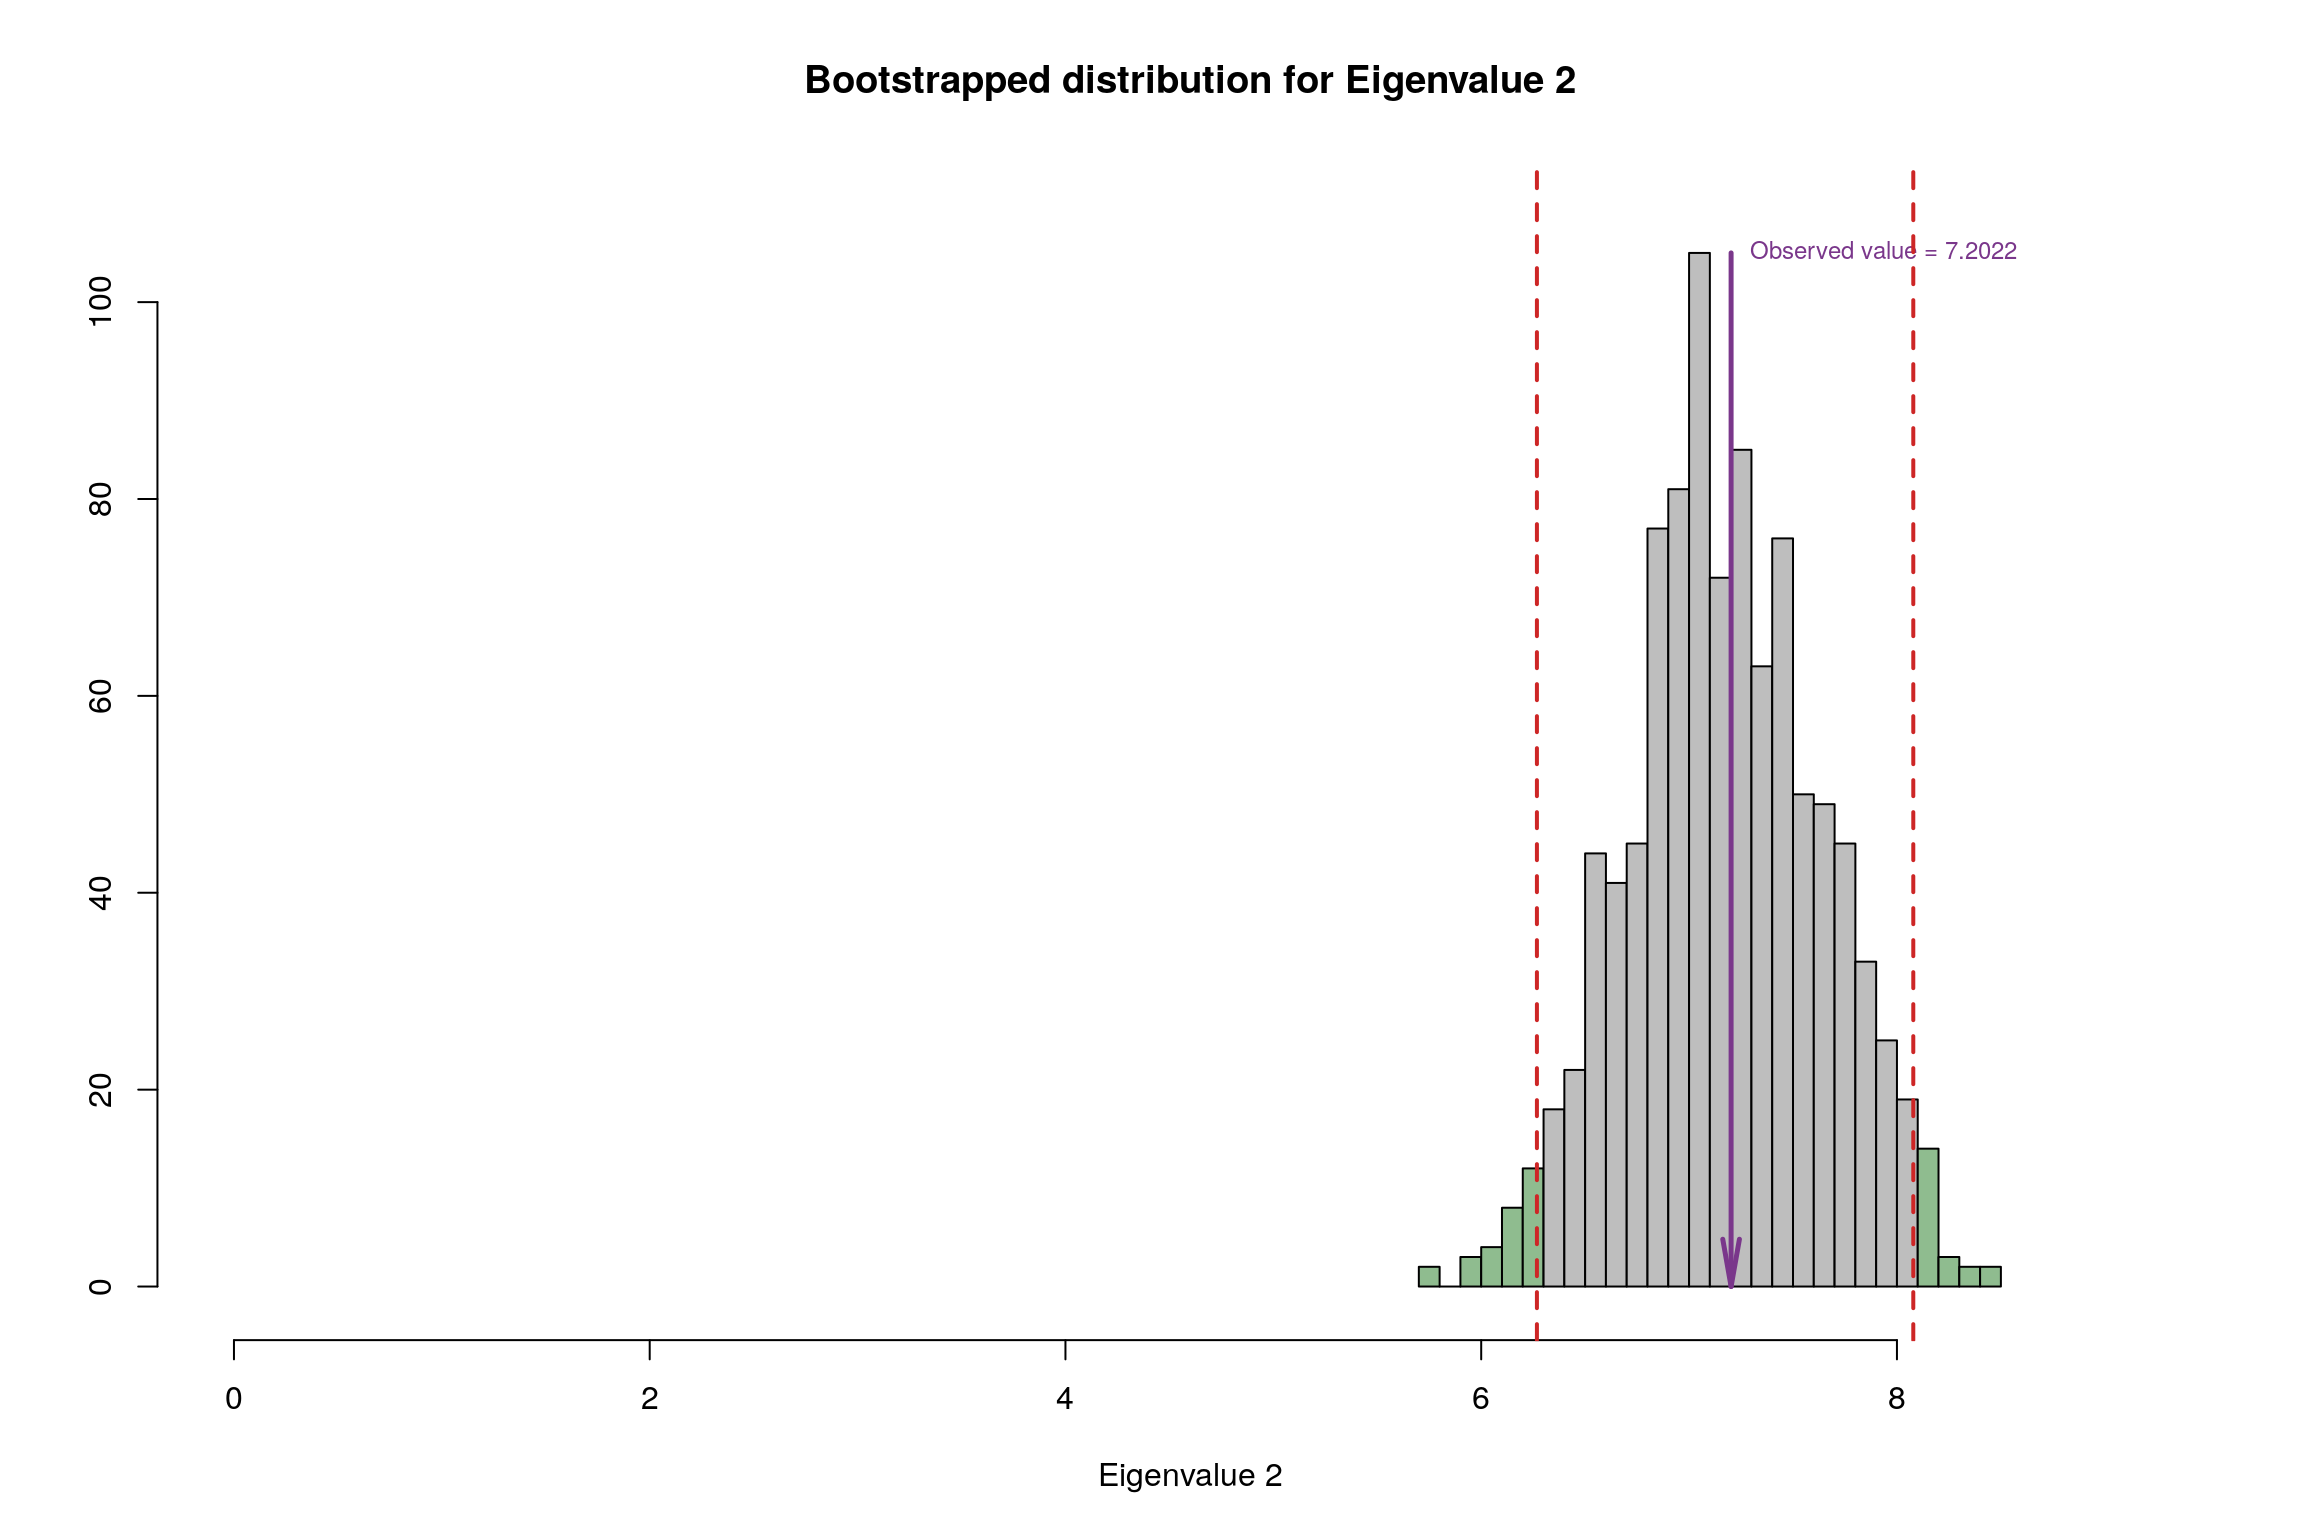 Bootstrapped distribution for Eigenvalue 2
Observed value = 7.2022
100
80
60
40
20
0
0 2 4 6 8
Eigenvalue 2